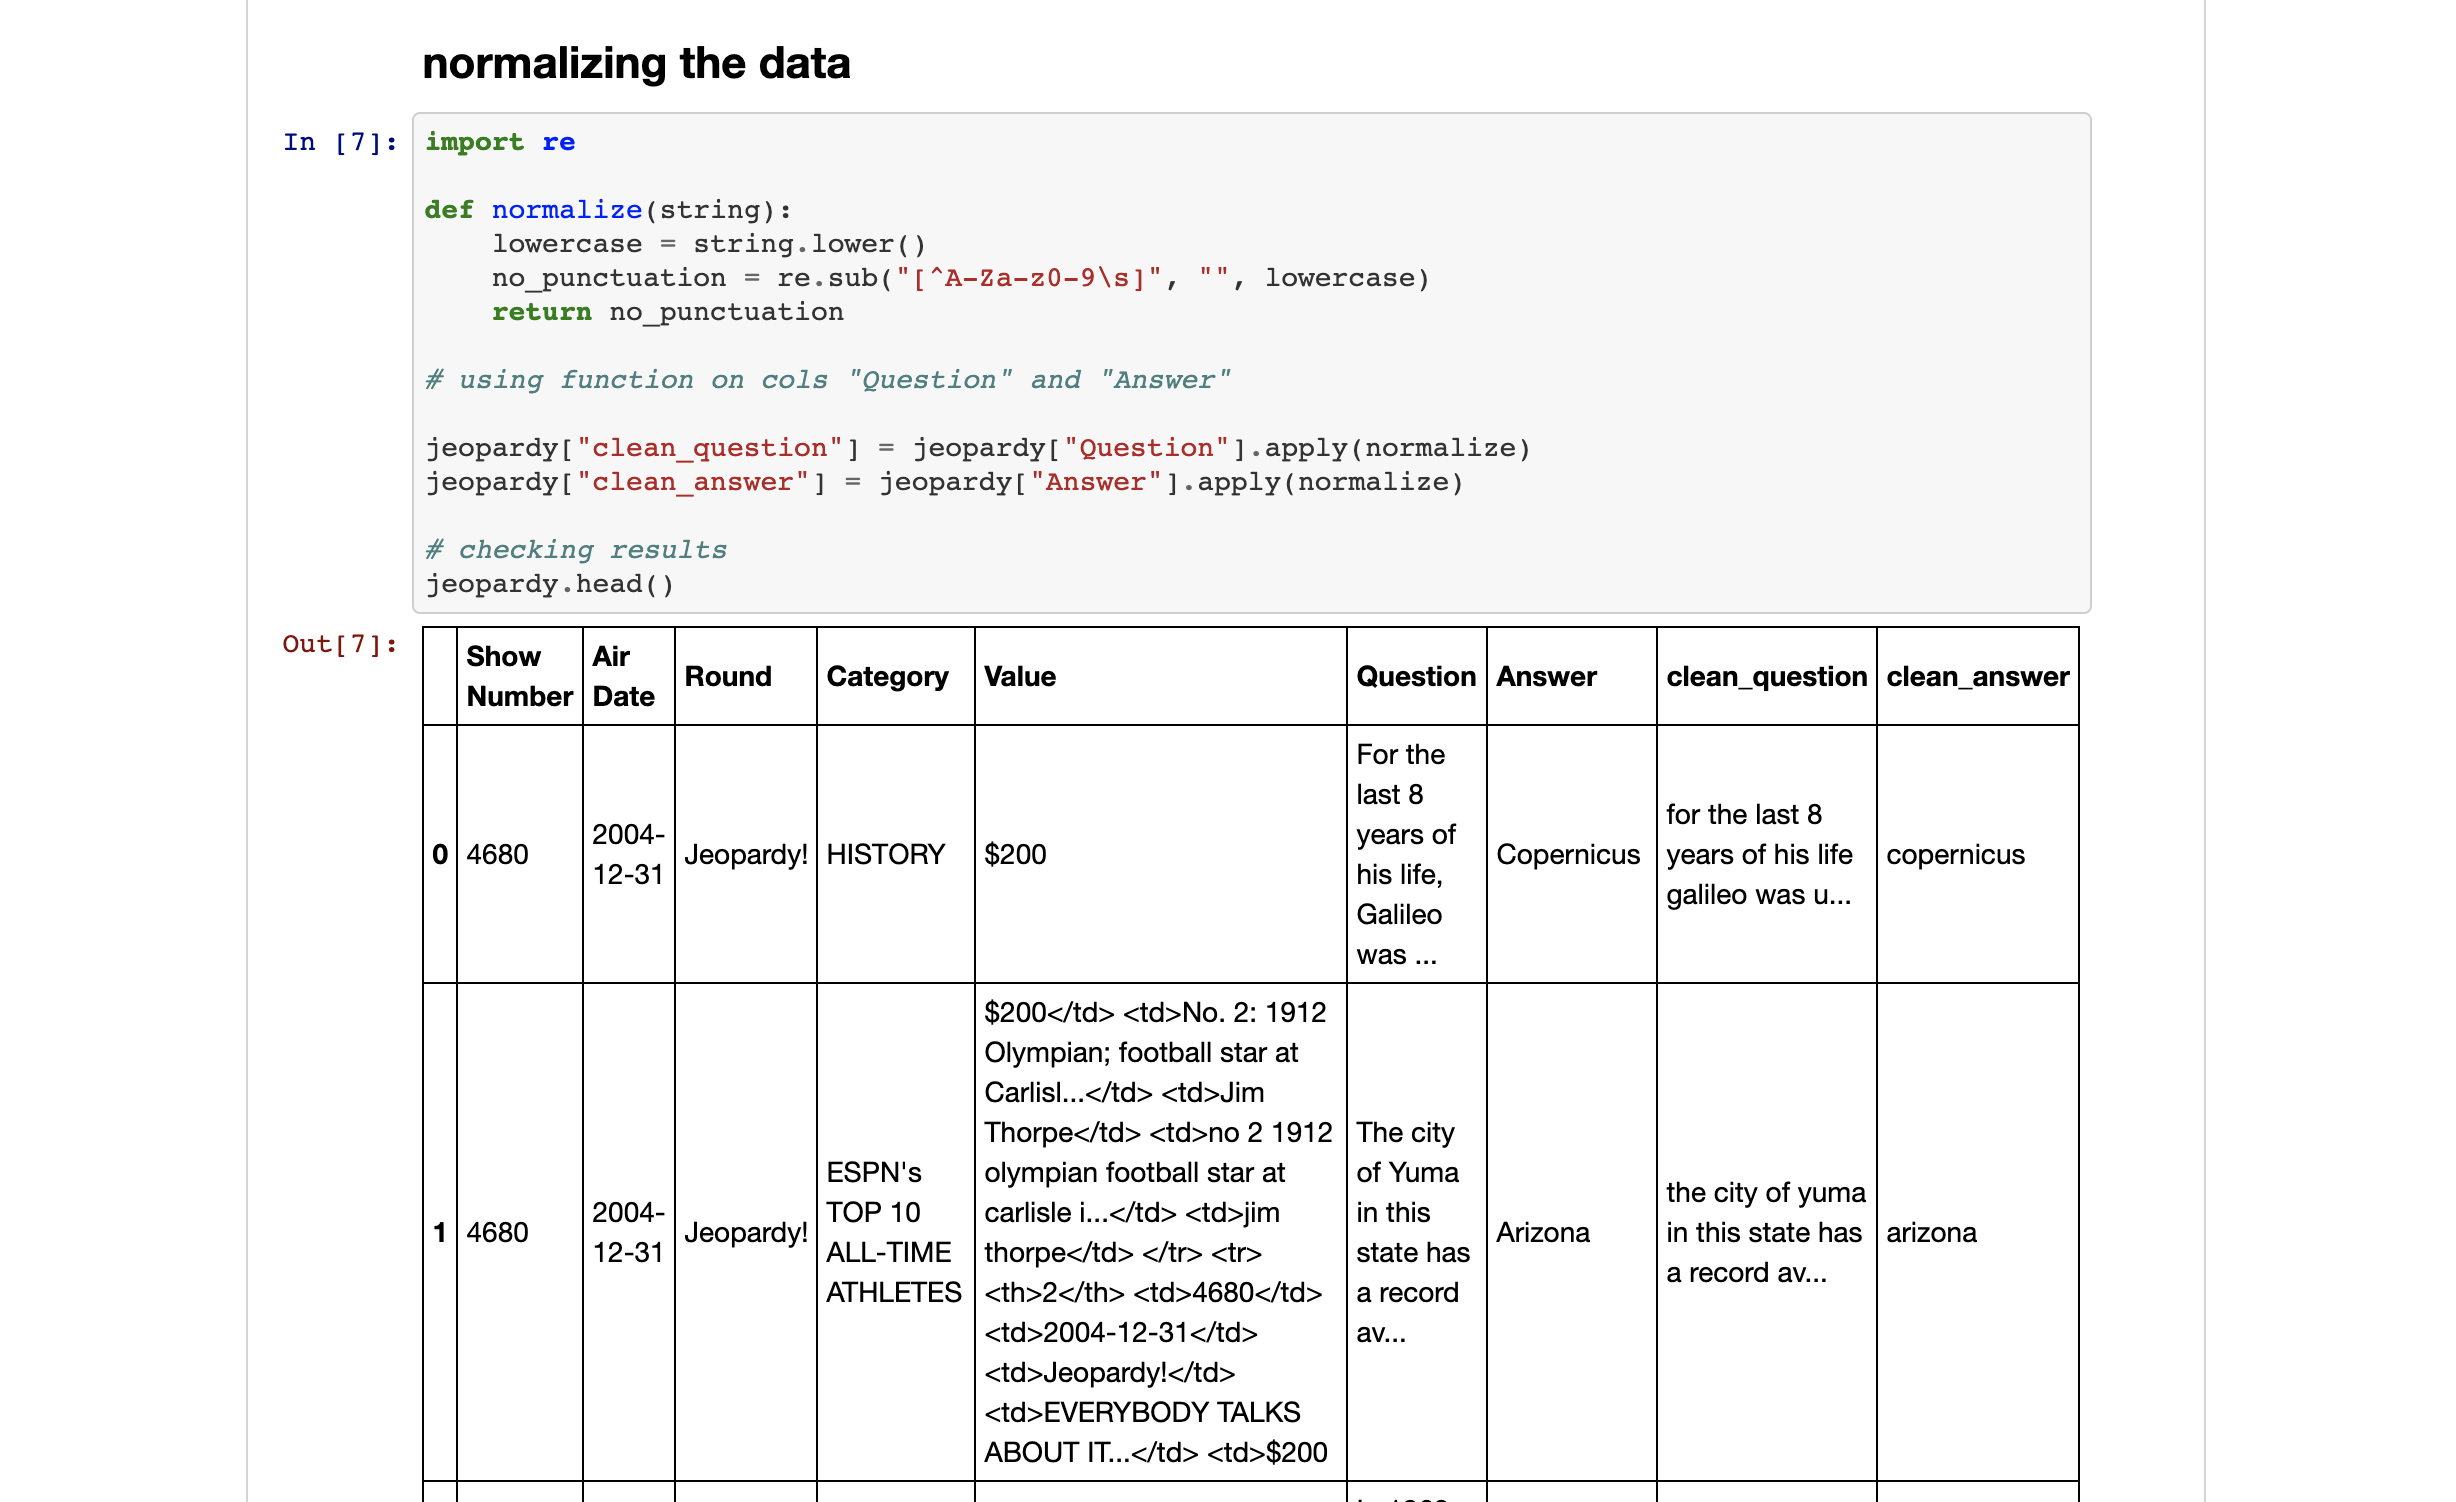 normalizing the data
In [7]:
import re
def normalize(string):
lowercase = string.lower()
no_punctuation = re.sub("[^A-Za-z0-9\s]", "", lowercase)
return no_punctuation
# using function on cols "Question" and "Answer"
jeopardy["clean_question"] = jeopardy["Question"].apply(normalize)
jeopardy["clean_answer"] = jeopardy["Answer"].apply(normalize)
# checking results
jeopardy.head()
Out[7]:
Show
Number
Air
Date
Round
Category
Value
Question
Answer
clean_question
clean_answer
0
4680
2004-
12-31
Jeopardy!
HISTORY
$200
For the
last 8
years of
his life,
Galileo
was ...
Copernicus
for the last 8
years of his life
galileo was u...
copernicus
1
4680
2004-
12-31
Jeopardy!
ESPN's
TOP 10
ALL-TIME
ATHLETES
$200</td> <td>No. 2: 1912
Olympian; football star at
Carlisl...</td> <td>Jim
Thorpe</td> <td>no 2 1912
olympian football star at
carlisle i...</td> <td>jim
thorpe</td> </tr> <tr>
<th>2</th> <td>4680</td>
<td>2004-12-31</td>
<td>Jeopardy!</td>
<td>EVERYBODY TALKS
ABOUT IT...</td> <td>$200
The city
of Yuma
in this
state has
a record
av...
Arizona
the city of yuma
in this state has
a record av...
arizona